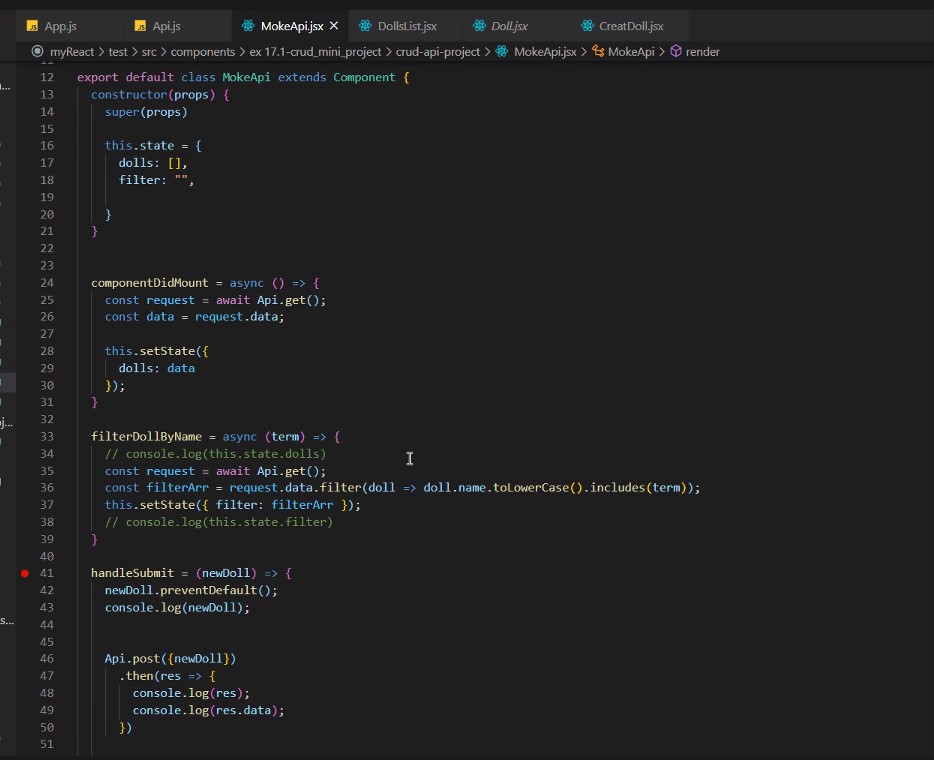 App.js Api.js MokeApi.jsx DollsList.jsx Doll.jsx CreatDoll.jsx
myReact > test > src > components > ex 17.1-crud_mini_project > crud-api-project > MokeApi.jsx > MokeApi > render
11
12 export default class MokeApi extends Component {
13 constructor(props) {
14 super(props)
15
16 this.state = {
17 dolls: [],
18 filter: "",
19
20 }
21 }
22
23
24 componentDidMount = async () => {
25 const request = await Api.get();
26 const data = request.data;
27
28 this.setState({
29 dolls: data
30 });
31 }
32
33 filterDollByName = async (term) => {
34 // console.log(this.state.dolls)
35 const request = await Api.get();
36 const filterArr = request.data.filter(doll => doll.name.toLowerCase().includes(term));
37 this.setState({ filter: filterArr });
38 // console.log(this.state.filter)
39 }
40
41 handleSubmit = (newDoll) => {
42 newDoll.preventDefault();
43 console.log(newDoll);
44
45
46 Api.post({newDoll})
47 .then(res => {
48 console.log(res);
49 console.log(res.data);
50 })
51